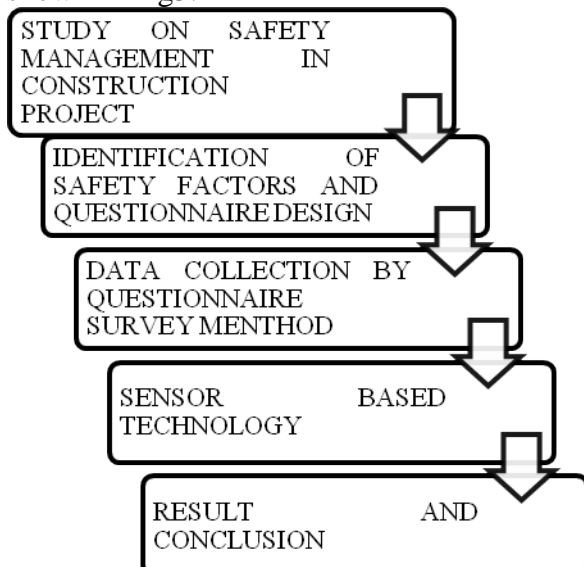 STUDY ON SAFETY
MANAGEMENT IN
CONSTRUCTION
PROJECT
IDENTIFICATION OF
SAFETY FACTORS AND
QUESTIONNAIRE DESIGN
DATA COLLECTION BY
QUESTIONNAIRE
SURVEY MENTHOD
SENSOR BASED
TECHNOLOGY
RESULT AND
CONCLUSION